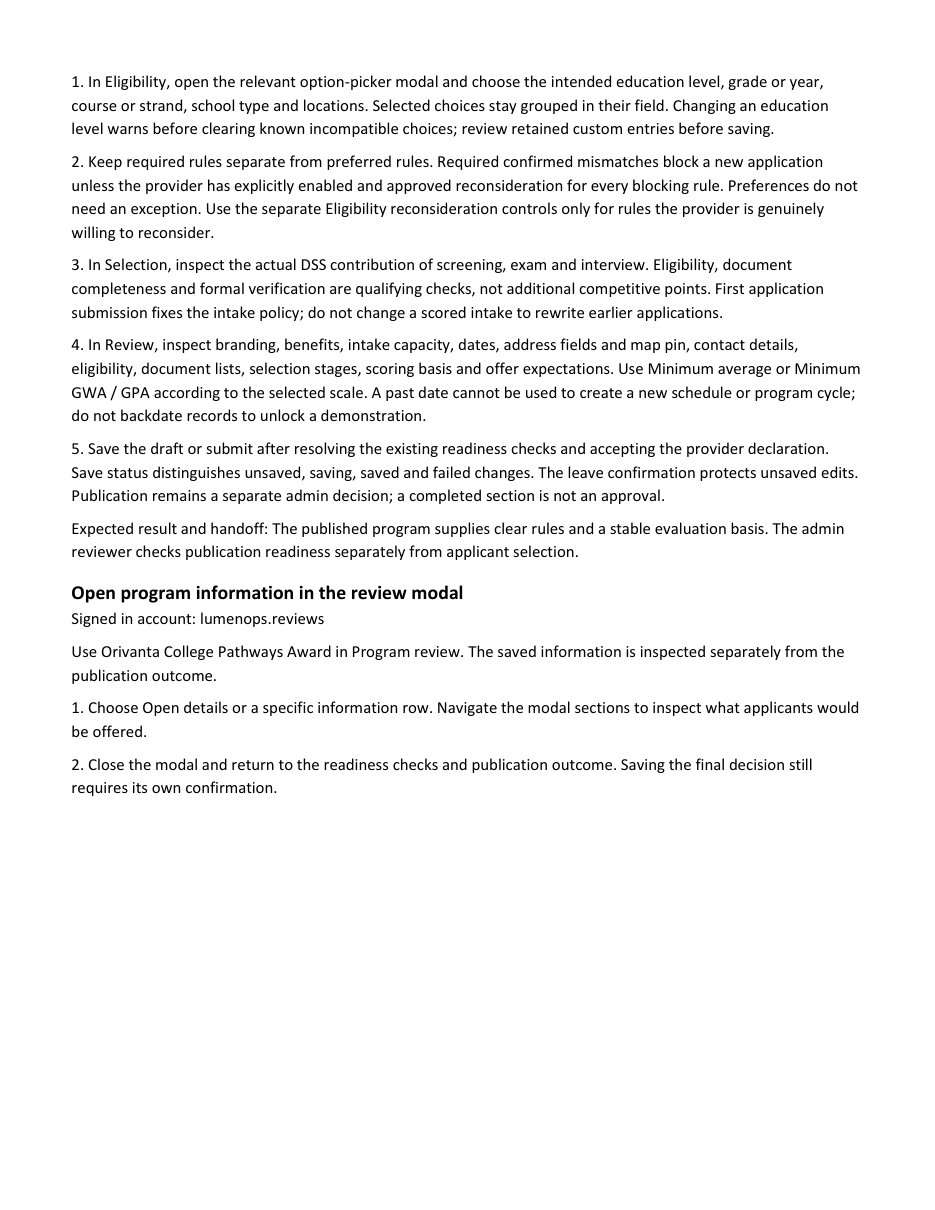 1. In Eligibility, open the relevant option-picker modal and choose the intended education level, grade or year,
course or strand, school type and locations. Selected choices stay grouped in their field. Changing an education
level warns before clearing known incompatible choices; review retained custom entries before saving.
2. Keep required rules separate from preferred rules. Required confirmed mismatches block a new application
unless the provider has explicitly enabled and approved reconsideration for every blocking rule. Preferences do not
need an exception. Use the separate Eligibility reconsideration controls only for rules the provider is genuinely
willing to reconsider.
3. In Selection, inspect the actual DSS contribution of screening, exam and interview. Eligibility, document
completeness and formal verification are qualifying checks, not additional competitive points. First application
submission fixes the intake policy; do not change a scored intake to rewrite earlier applications.
4. In Review, inspect branding, benefits, intake capacity, dates, address fields and map pin, contact details,
eligibility, document lists, selection stages, scoring basis and offer expectations. Use Minimum average or Minimum
GWA / GPA according to the selected scale. A past date cannot be used to create a new schedule or program cycle;
do not backdate records to unlock a demonstration.
5. Save the draft or submit after resolving the existing readiness checks and accepting the provider declaration.
Save status distinguishes unsaved, saving, saved and failed changes. The leave confirmation protects unsaved edits.
Publication remains a separate admin decision; a completed section is not an approval.
Expected result and handoff: The published program supplies clear rules and a stable evaluation basis. The admin
reviewer checks publication readiness separately from applicant selection.
Open program information in the review modal
Signed in account: lumenops.reviews
Use Orivanta College Pathways Award in Program review. The saved information is inspected separately from the
publication outcome.
1. Choose Open details or a specific information row. Navigate the modal sections to inspect what applicants would
be offered.
2. Close the modal and return to the readiness checks and publication outcome. Saving the final decision still
requires its own confirmation.